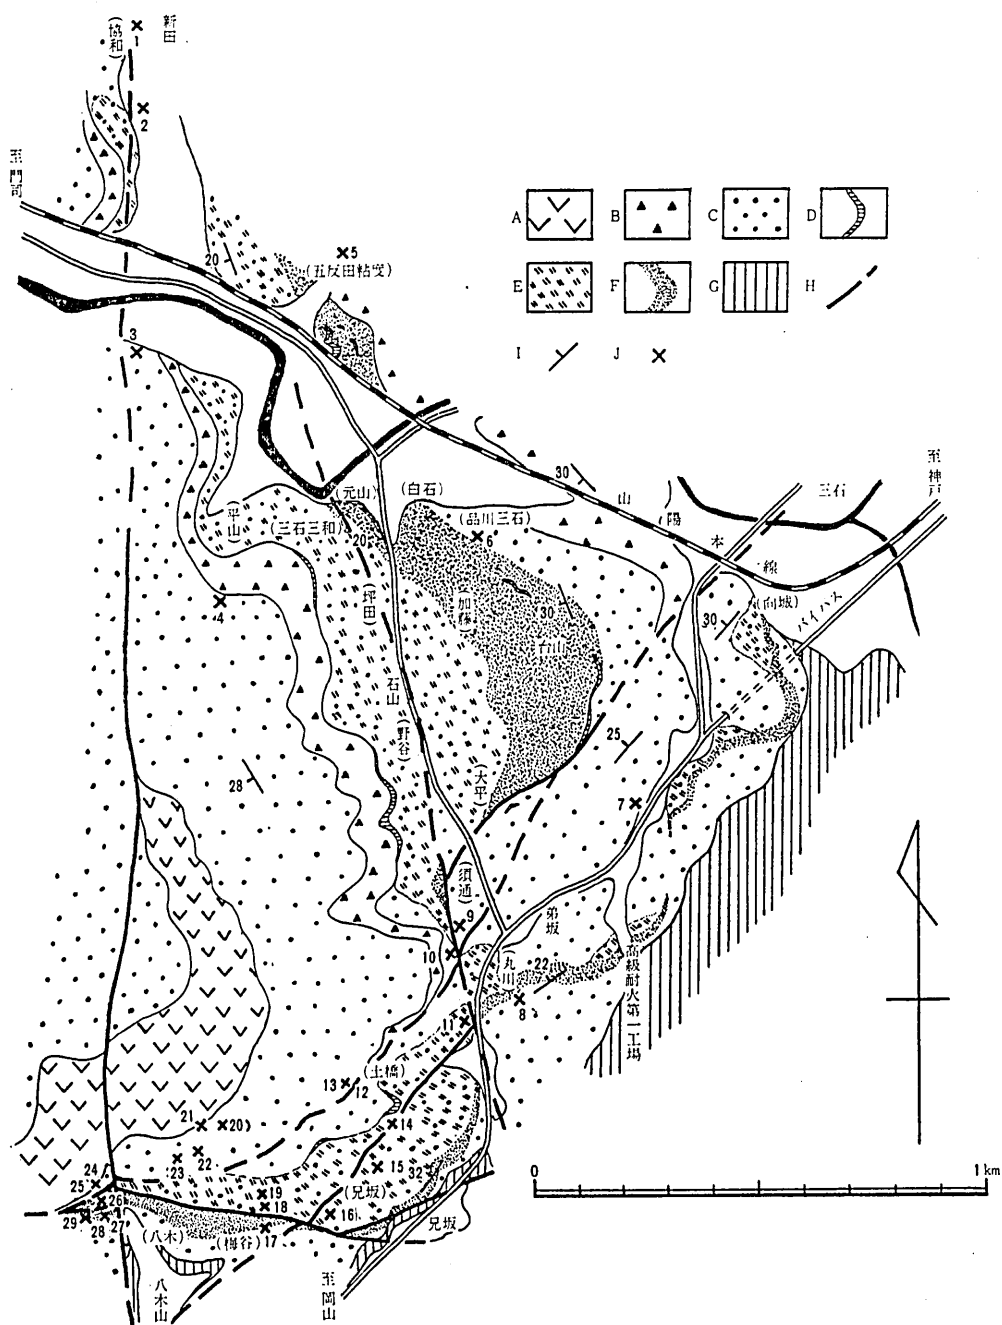 新田
(協和)
1
2
至門司
20
5
(五反田粘土)
A
B
C
D
E
F
G
H
I
J
3
山陽本線
30
三石
至神戸
(元山)
(白石)
(平山)
(三石三和)
20
(品川三石)
6
(向城)
30
バイパス
(坪田)
(加藤)
30
台山
4
石山
(野谷)
25
28
(大平)
7
(須通)
9
弟坂
10
(丸川)
22
8
高級耐火第一工場
11
(土橋)
13
12
14
21
20
22
23
15
32
24
25
19
18
(兄坂)
16
26
29
28
27
(八木)
(梅谷)
17
兄坂
八木山
至岡山
0
1 km